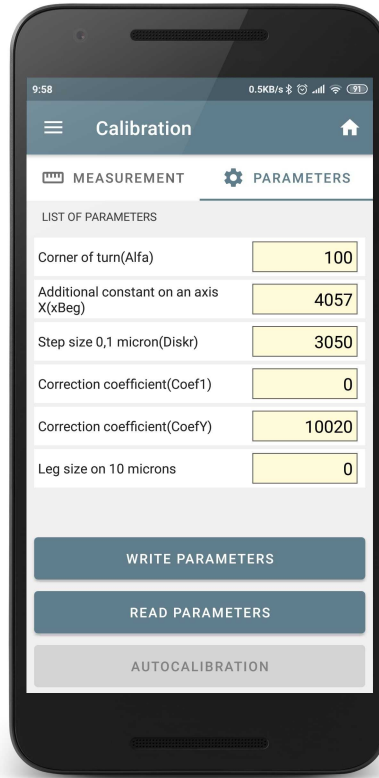 9:58 0.5KB/s 91
Calibration
MEASUREMENT PARAMETERS
LIST OF PARAMETERS
Corner of turn(Alfa) 100
Additional constant on an axis
X(xBeg) 4057
Step size 0,1 micron(Diskr) 3050
Correction coefficient(Coef1) 0
Correction coefficient(CoefY) 10020
Leg size on 10 microns 0
WRITE PARAMETERS
READ PARAMETERS
AUTOCALIBRATION